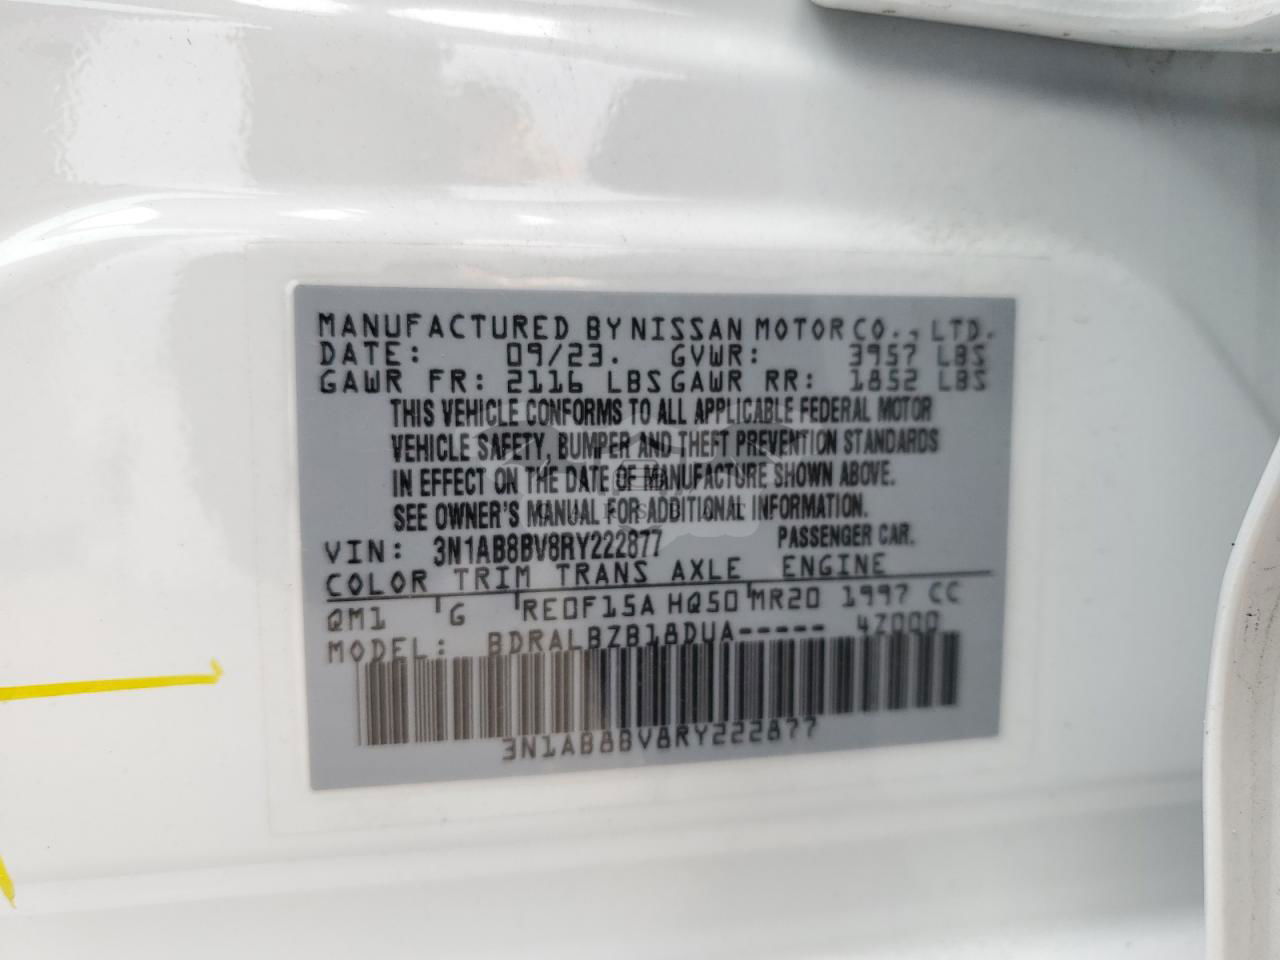 MANUFACTURED BY NISSAN MOTOR CO., LTD.
DATE: 09/23. GVWR: 3957 LBS
GAWR FR: 2116 LBS GAWR RR: 1852 LBS
THIS VEHICLE CONFORMS TO ALL APPLICABLE FEDERAL MOTOR
VEHICLE SAFETY, BUMPER AND THEFT PREVENTION STANDARDS
IN EFFECT ON THE DATE OF MANUFACTURE SHOWN ABOVE.
SEE OWNER'S MANUAL FOR ADDITIONAL INFORMATION.
VIN: 3N1AB8BV8RY222877 PASSENGER CAR.
COLOR TRIM TRANS AXLE ENGINE
QM1 G RE0F15A HQ50 MR20 1997 CC
MODEL: BDRALBZB18DUA----- 4Z000
3N1AB8BV8RY222877